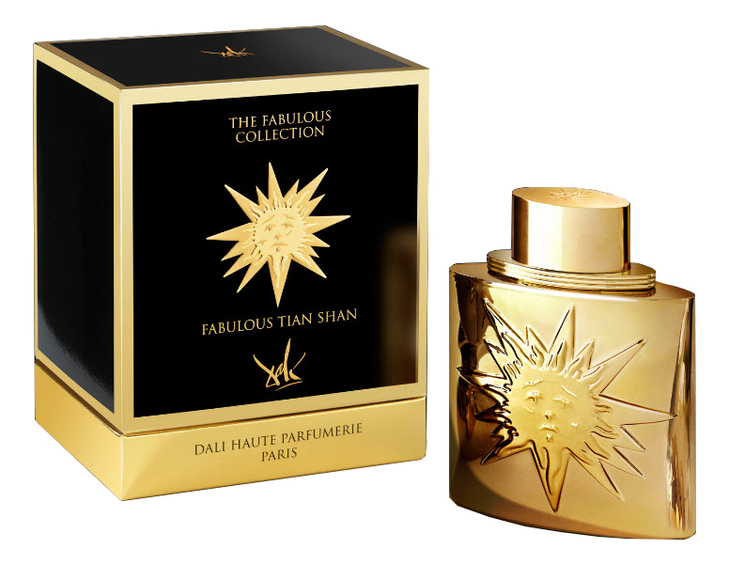 THE FABULOUS
COLLECTION
FABULOUS TIAN SHAN
DALI HAUTE PARFUMERIE
PARIS